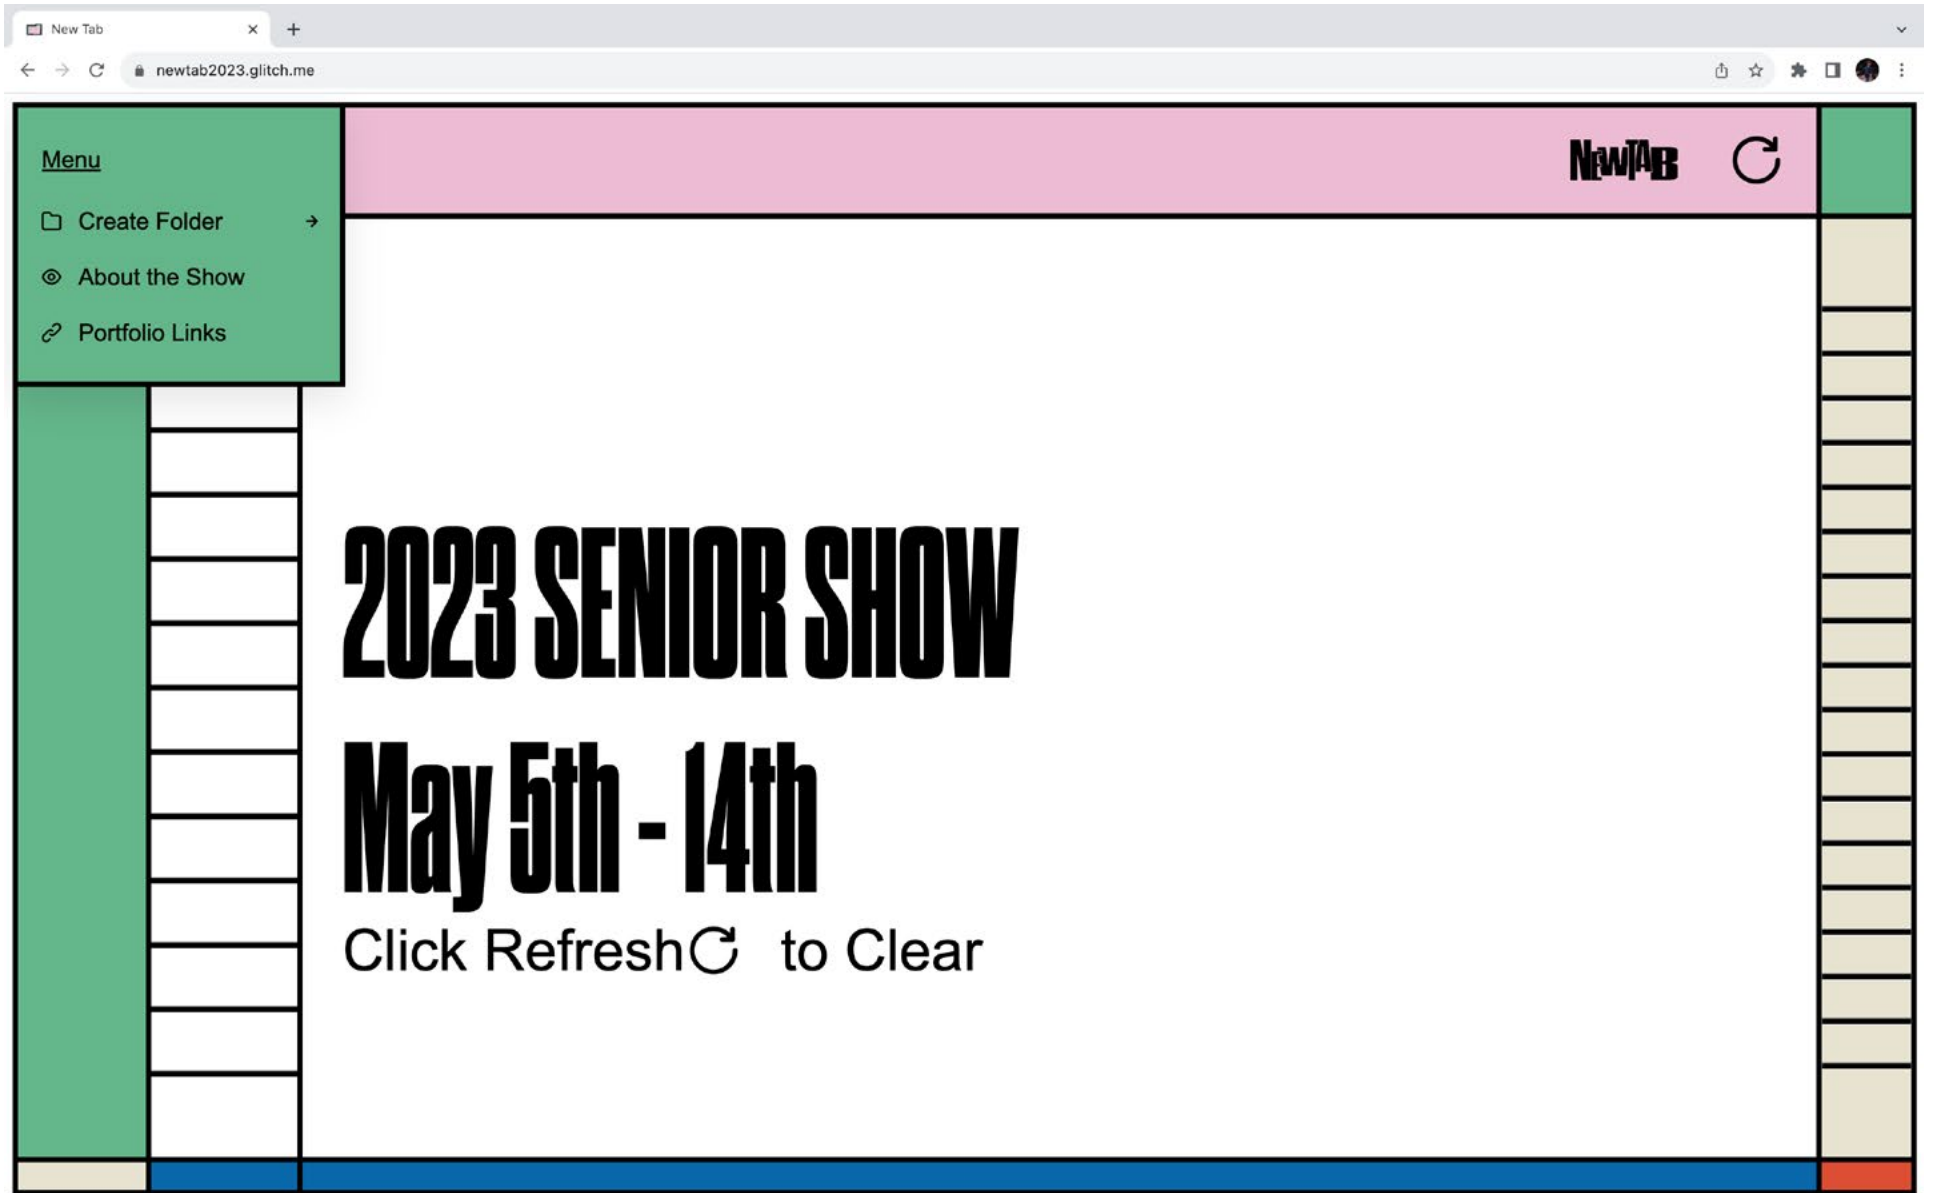 New Tab
newtab2023.glitch.me
Menu
NEWTAB
Create Folder
About the Show
Portfolio Links
2023 SENIOR SHOW
May 5th - 14th
Click Refresh to Clear